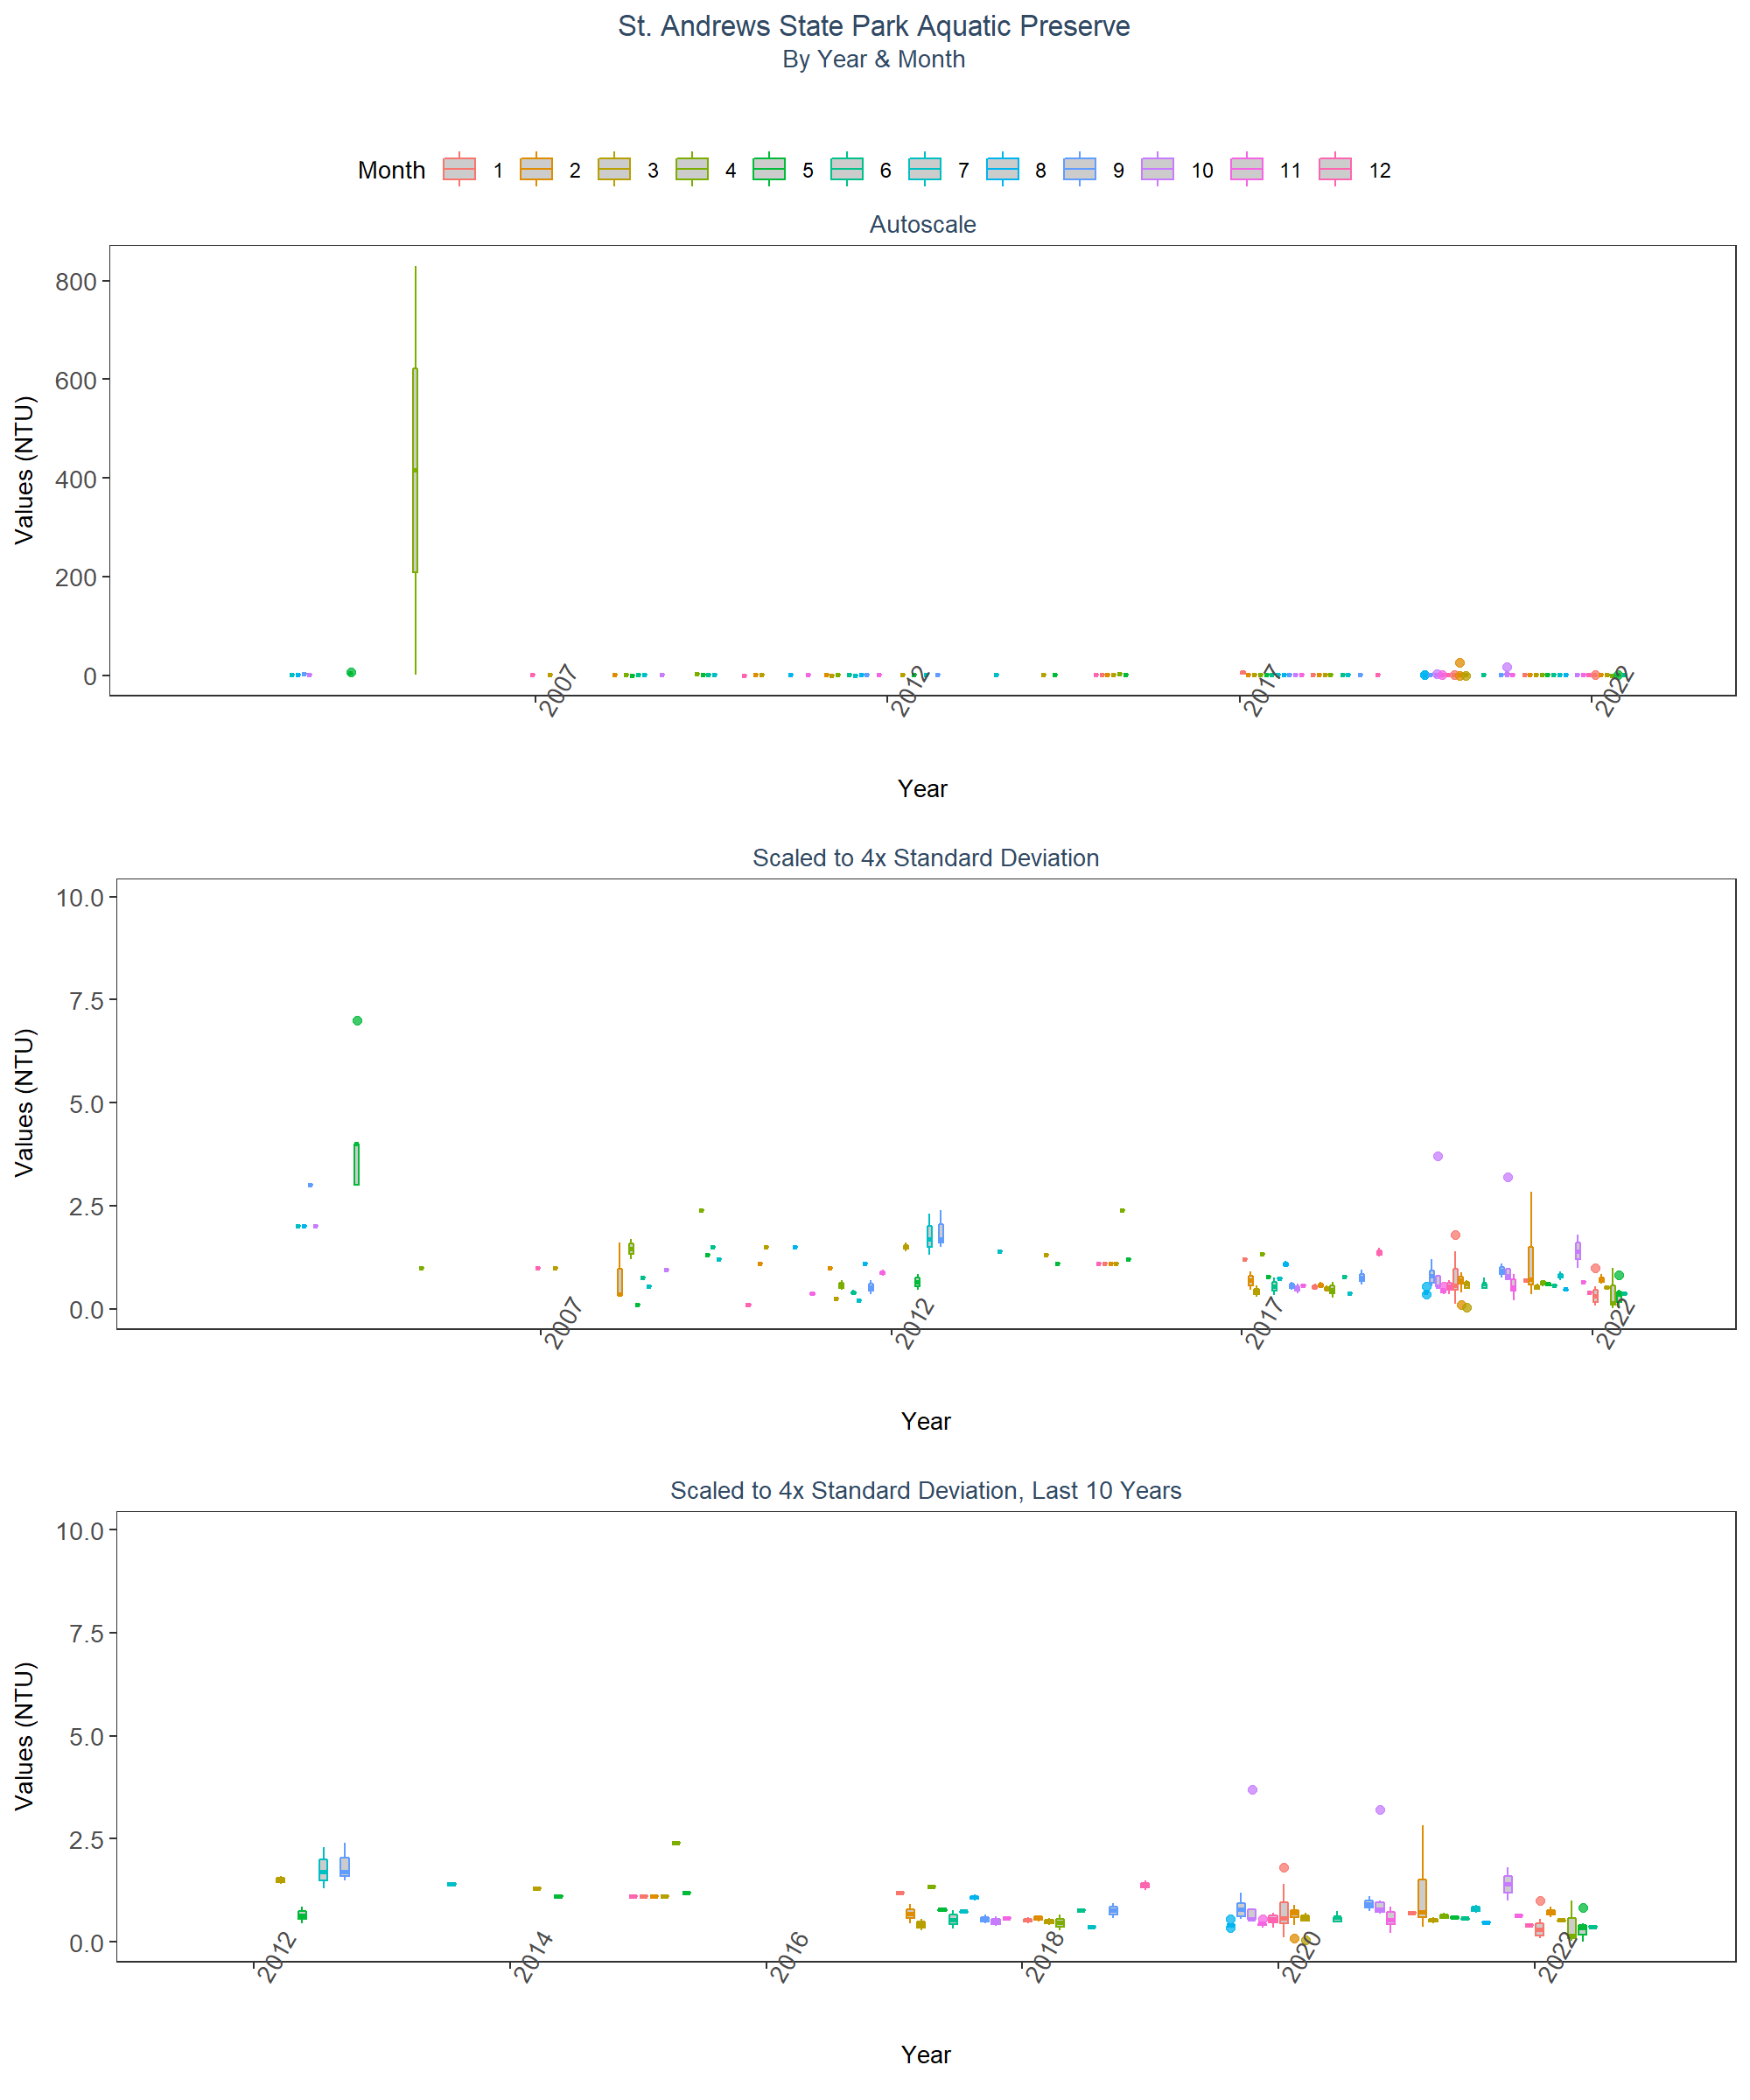 St. Andrews State Park Aquatic Preserve
By Year & Month
Month 1 2 3 4 5 6 7 8 9 10 11 12
Autoscale
800
600
400
200
0
Values (NTU)
2007 2012 2017 2022
Year
Scaled to 4x Standard Deviation
10.0
7.5
5.0
2.5
0.0
Values (NTU)
2007 2012 2017 2022
Year
Scaled to 4x Standard Deviation, Last 10 Years
10.0
7.5
5.0
2.5
0.0
Values (NTU)
2012 2014 2016 2018 2020 2022
Year